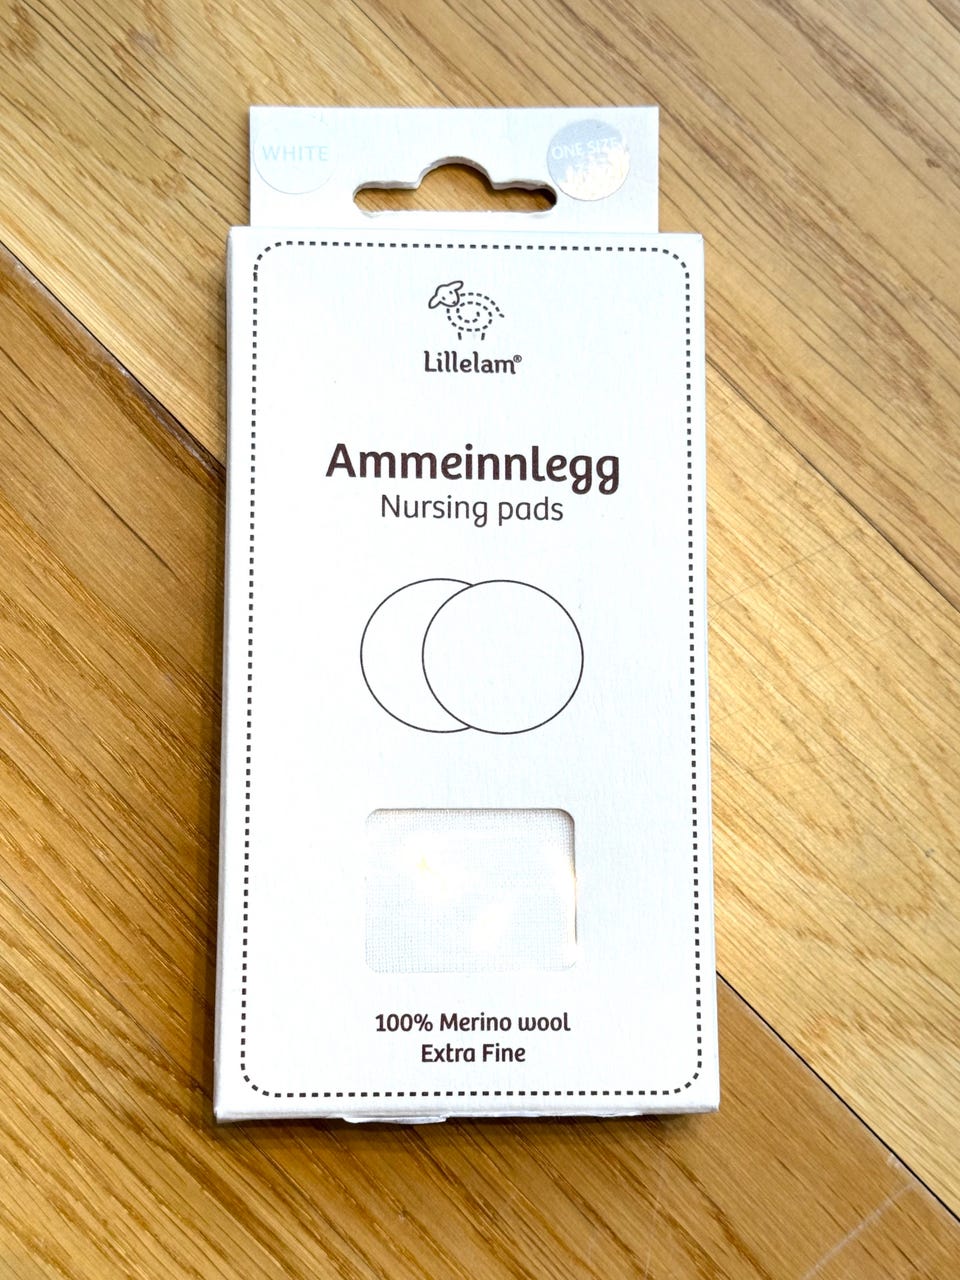 WHITE
ONE SIZE
Lillelam®
Ammeinnlegg
Nursing pads
100% Merino wool
Extra Fine